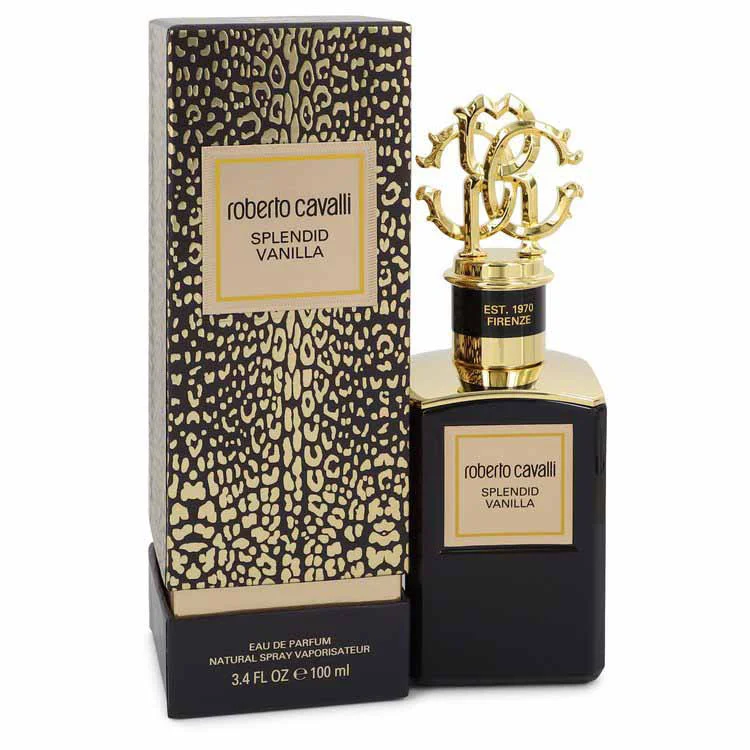 roberto cavalli
SPLENDID
VANILLA
EAU DE PARFUM
NATURAL SPRAY VAPORISATEUR
3.4 FL OZ ℮ 100 ml
EST. 1970
FIRENZE
roberto cavalli
SPLENDID
VANILLA